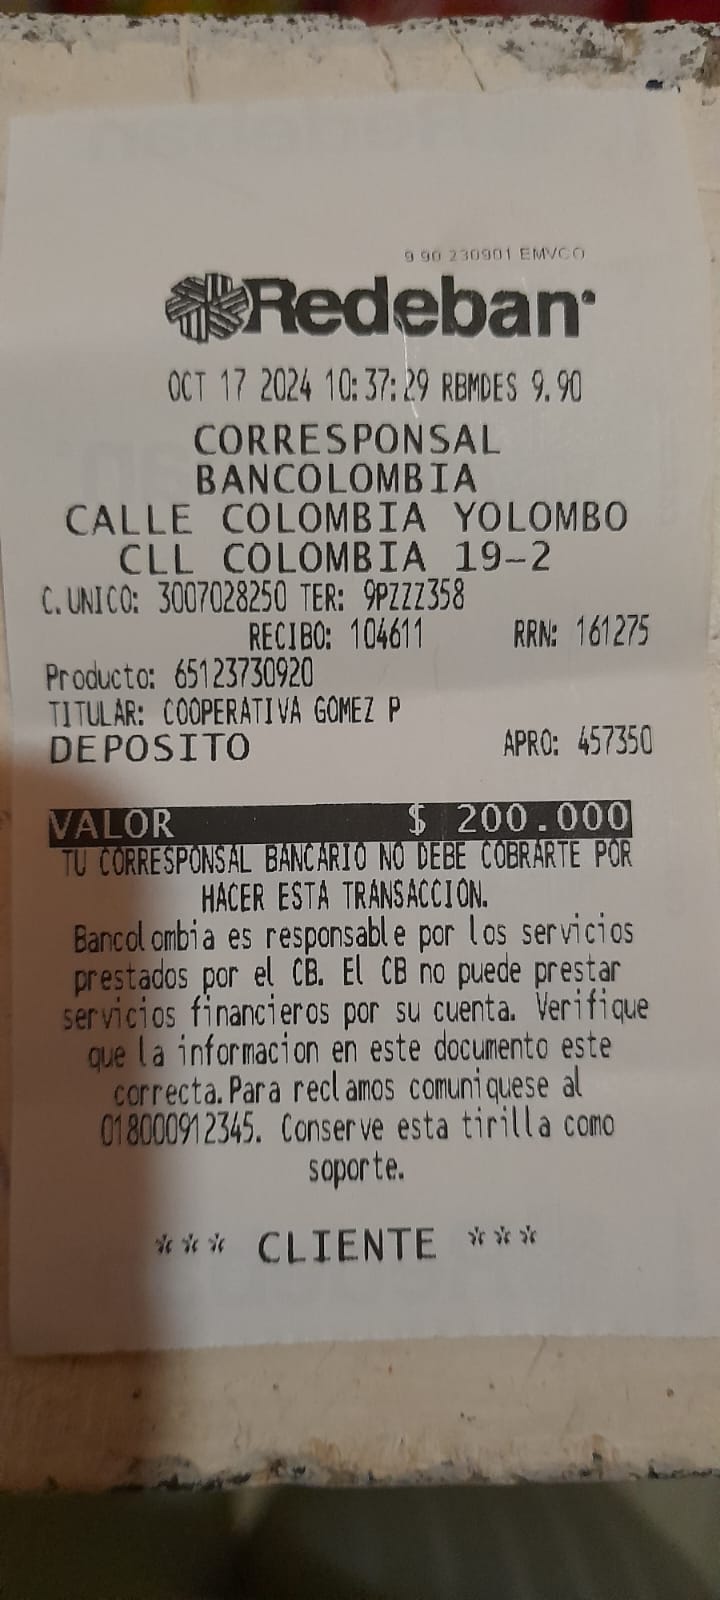 9 90 230901 EMVCO
Redeban
OCT 17 2024 10:37:29 RBMDES 9.90
CORRESPONSAL
BANCOLOMBIA
CALLE COLOMBIA YOLOMBO
CLL COLOMBIA 19-2
C.UNICO: 3007028250 TER: 9PZZZ358
RECIBO: 104611 RRN: 161275
Producto: 65123730920
TITULAR: COOPERATIVA GOMEZ P
DEPOSITO APRO: 457350
VALOR $ 200.000
TU CORRESPONSAL BANCARIO NO DEBE COBRARTE POR
HACER ESTA TRANSACCION.
Bancolombia es responsable por los servicios
prestados por el CB. El CB no puede prestar
servicios financieros por su cuenta. Verifique
que la informacion en este documento este
correcta.Para reclamos comuniquese al
018000912345. Conserve esta tirilla como
soporte.
*** CLIENTE ***